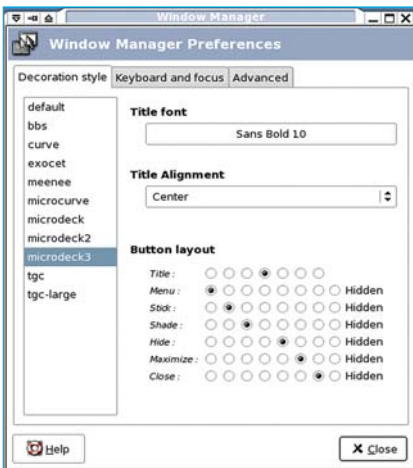 Window Manager
Window Manager Preferences
Decoration style Keyboard and focus Advanced
default
bbs
curve
exocet
meenee
microcurve
microdeck
microdeck2
microdeck3
tgc
tgc-large
Title font
Sans Bold 10
Title Alignment
Center
Button layout
Title :
Menu : Hidden
Stick : Hidden
Shade : Hidden
Hide : Hidden
Maximize : Hidden
Close : Hidden
Help
Close